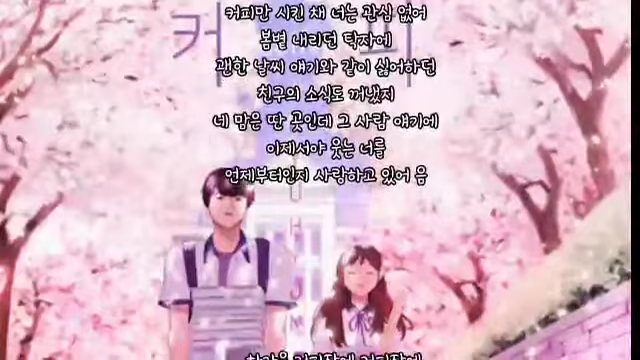 커피만 시킨 채 너는 관심 없어
봄볕 내리던 탁자에
괜한 날씨 얘기와 같이 싫어하던
친구의 소식도 꺼냈지
네 맘은 딴 곳인데 그 사람 얘기에
이제서야 웃는 너를
언제부터인지 사랑하고 있어 음